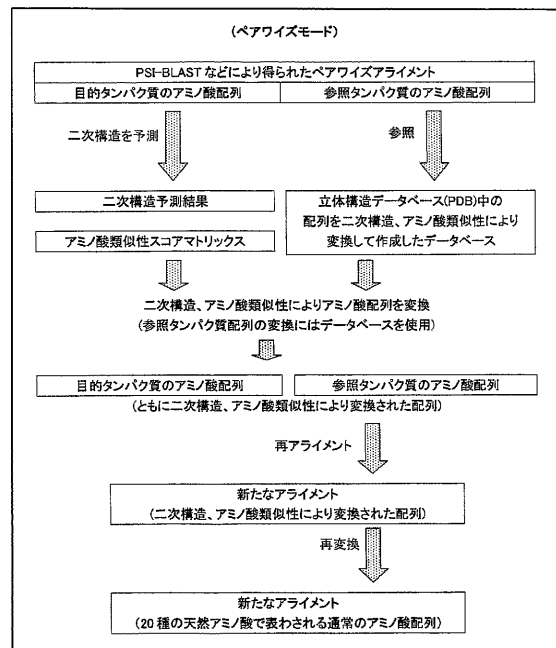 (ペアワイズモード)
PSI-BLASTなどにより得られたペアワイズアライメント
目的タンパク質のアミノ酸配列
参照タンパク質のアミノ酸配列
二次構造を予測
参照
二次構造予測結果
アミノ酸類似性スコアマトリックス
立体構造データベース(PDB)中の
配列を二次構造、アミノ酸類似性により
変換して作成したデータベース
二次構造、アミノ酸類似性によりアミノ酸配列を変換
(参照タンパク質配列の変換にはデータベースを使用)
目的タンパク質のアミノ酸配列
参照タンパク質のアミノ酸配列
(ともに二次構造、アミノ酸類似性により変換された配列)
再アライメント
新たなアライメント
(二次構造、アミノ酸類似性により変換された配列)
再変換
新たなアライメント
(20種の天然アミノ酸で表わされる通常のアミノ酸配列)